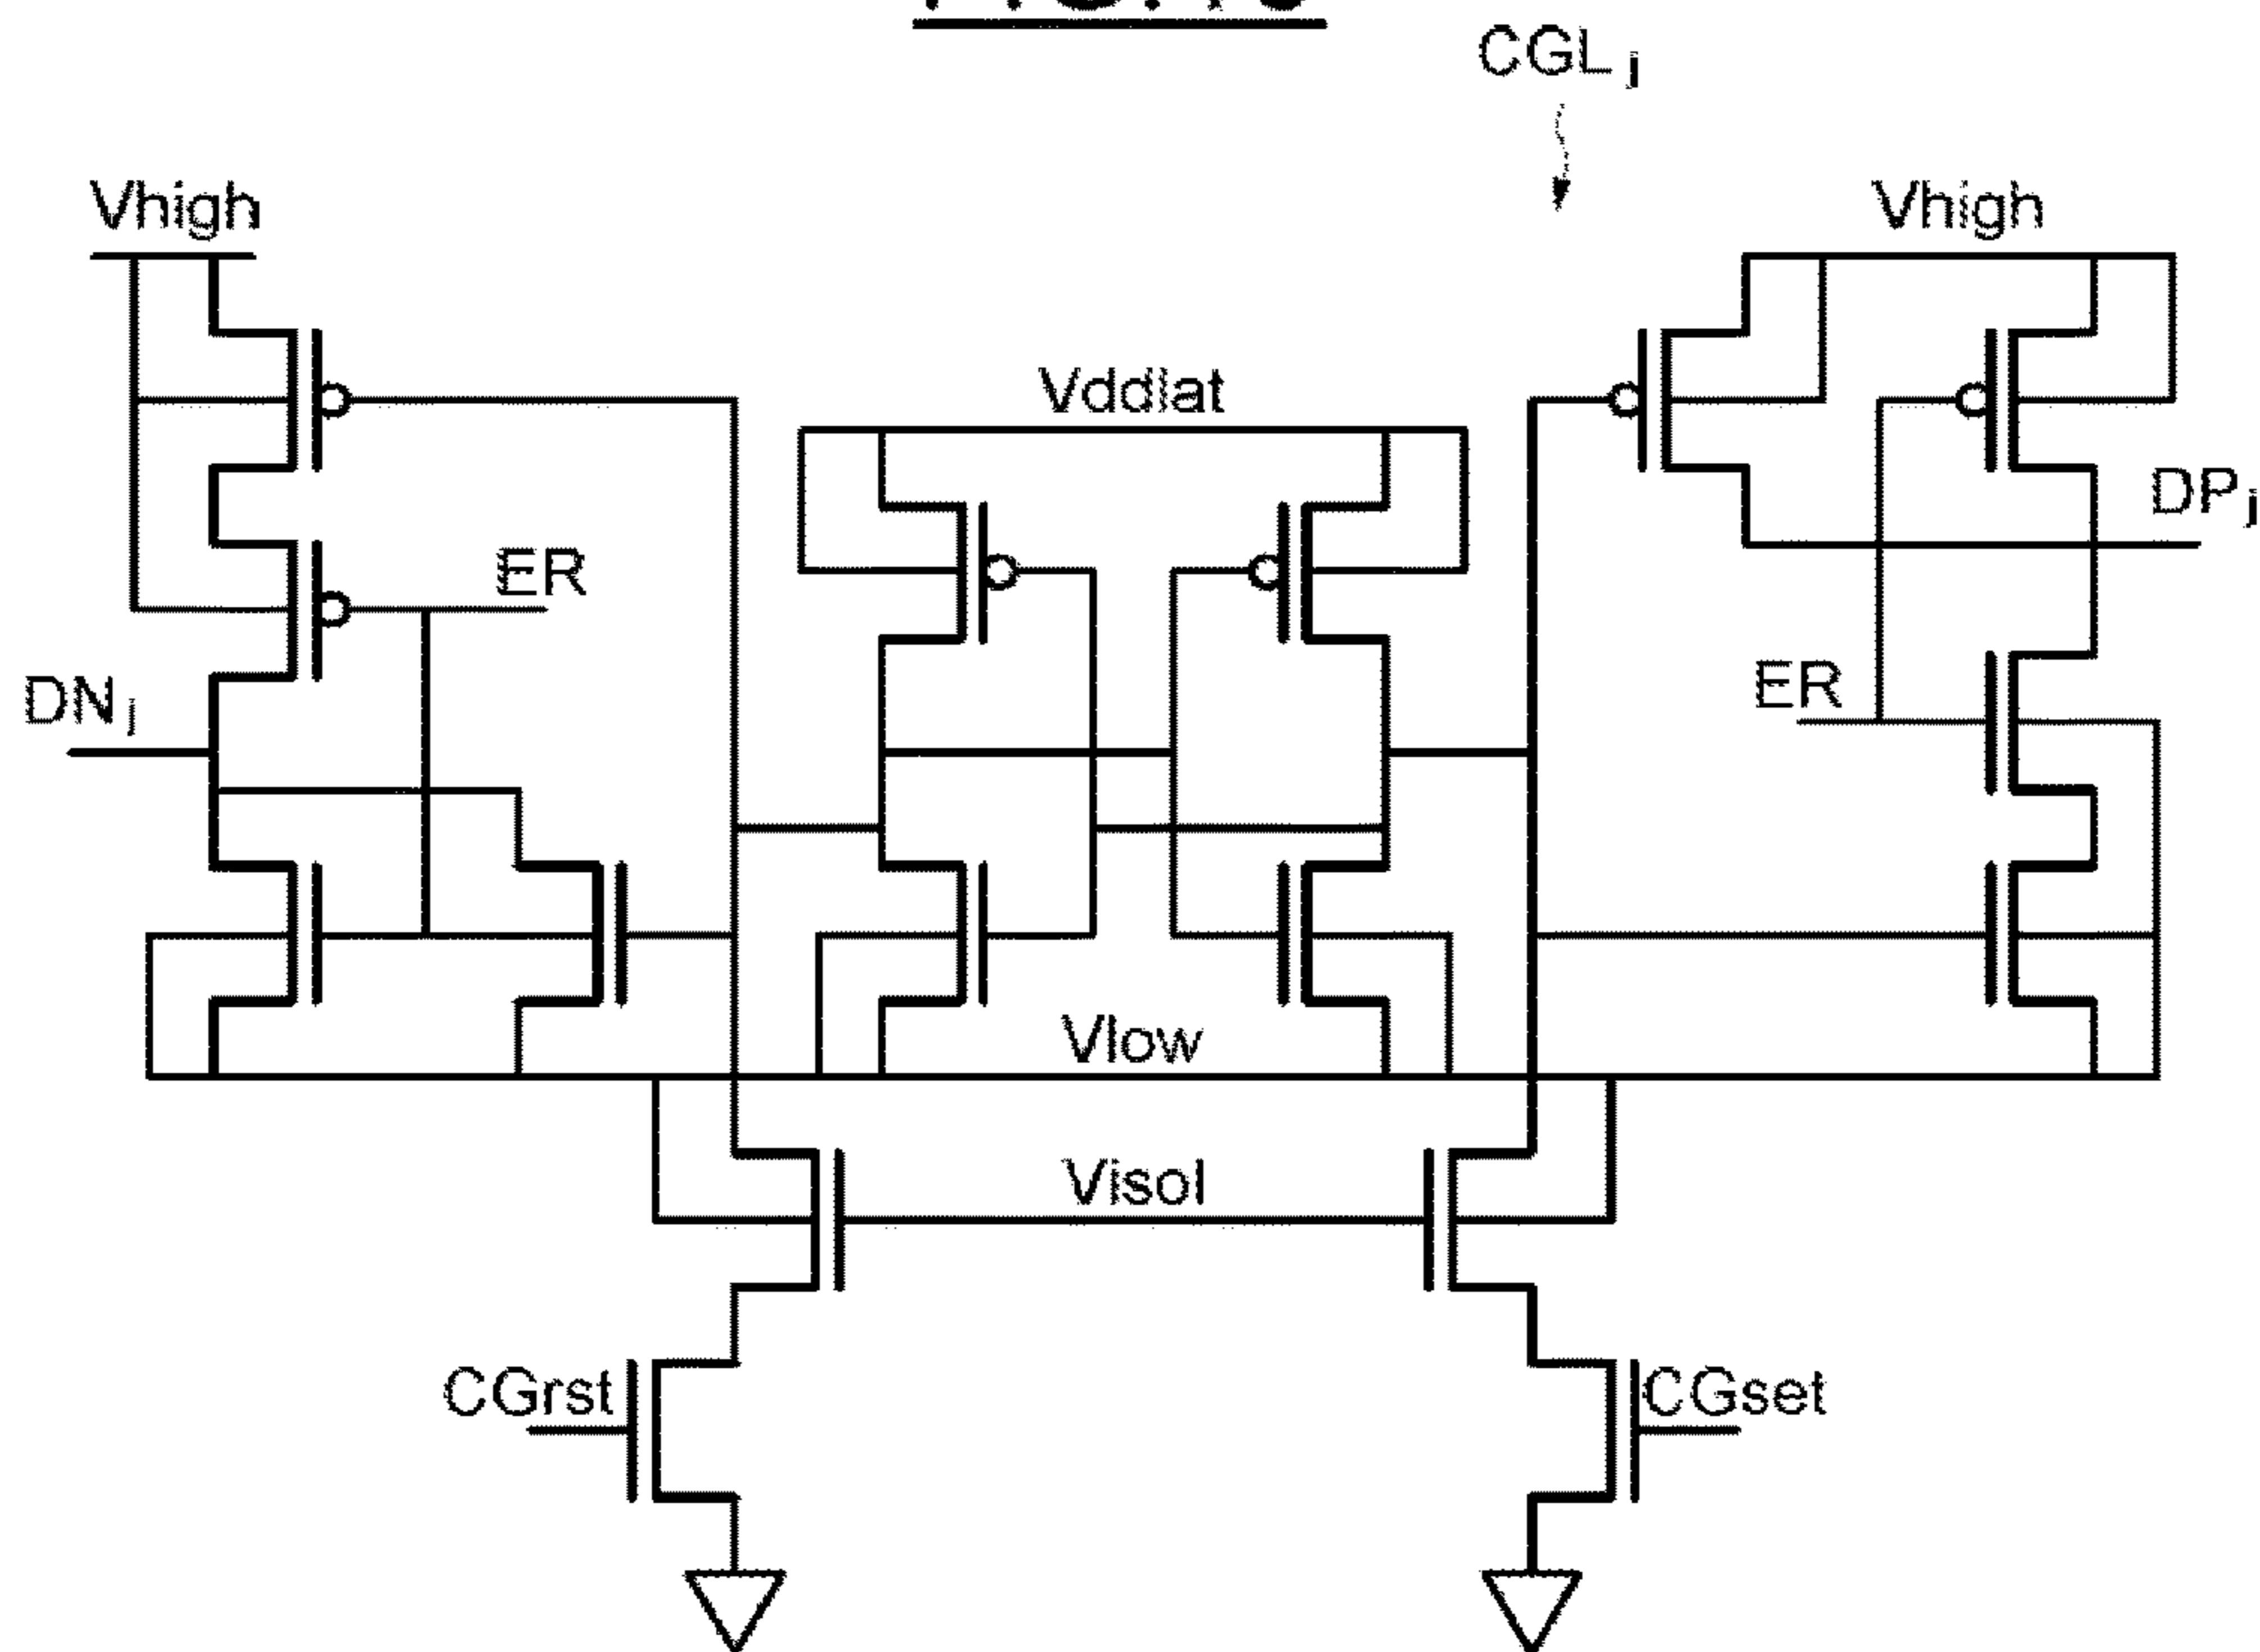 CGL j
Vhigh
Vhigh
Vddlat
DP j
ER
ER
DN j
Vlow
Visol
CGrst
CGset